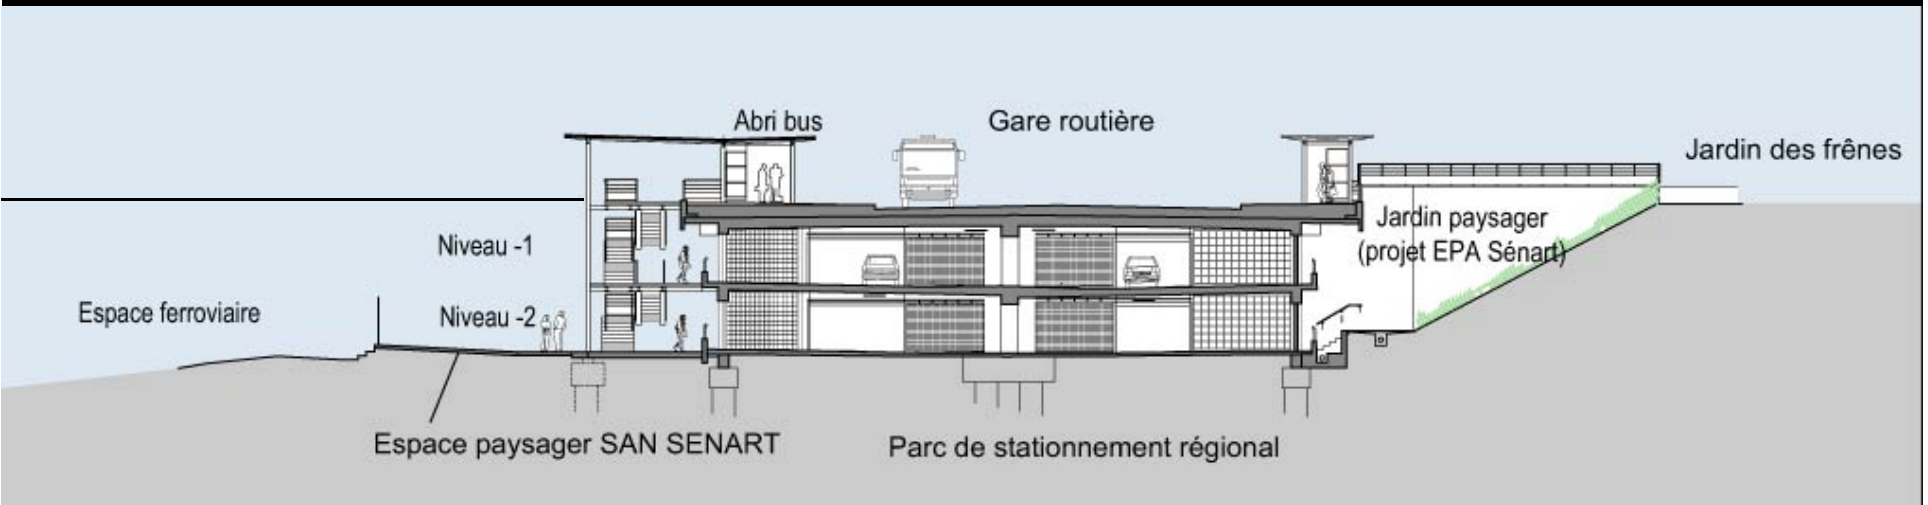 Abri bus
Gare routière
Jardin des frênes
Jardin paysager
(projet EPA Sénart)
Niveau -1
Espace ferroviaire
Niveau -2
Espace paysager SAN SENART
Parc de stationnement régional